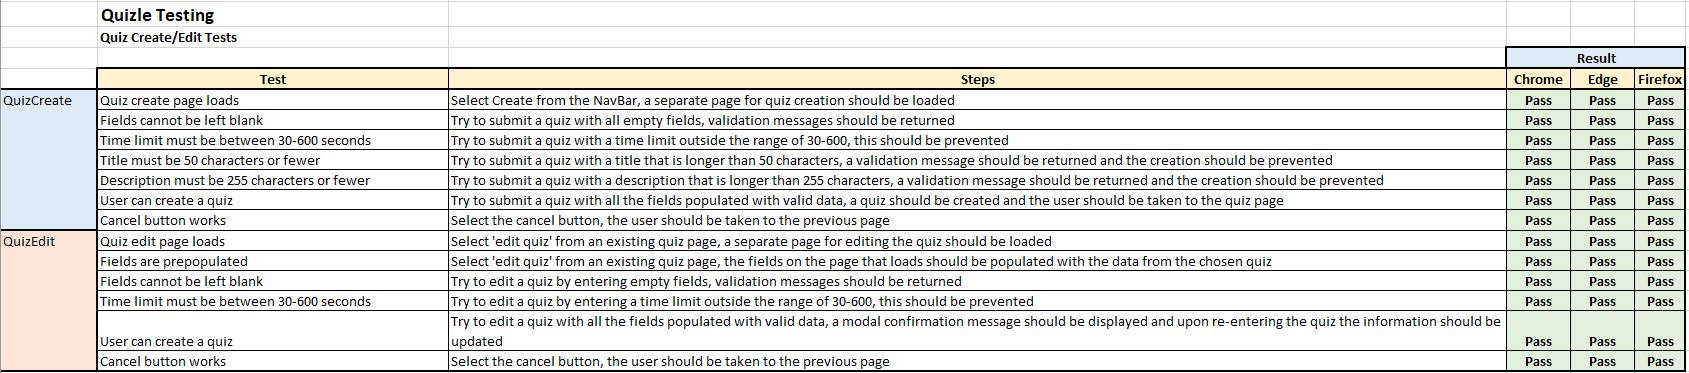 Quizle Testing
Quiz Create/Edit Tests
Result
Test Steps Chrome Edge Firefox
QuizCreate Quiz create page loads Select Create from the NavBar, a separate page for quiz creation should be loaded Pass Pass Pass
Fields cannot be left blank Try to submit a quiz with all empty fields, validation messages should be returned Pass Pass Pass
Time limit must be between 30-600 seconds Try to submit a quiz with a time limit outside the range of 30-600, this should be prevented Pass Pass Pass
Title must be 50 characters or fewer Try to submit a quiz with a title that is longer than 50 characters, a validation message should be returned and the creation should be prevented Pass Pass Pass
Description must be 255 characters or fewer Try to submit a quiz with a description that is longer than 255 characters, a validation message should be returned and the creation should be prevented Pass Pass Pass
User can create a quiz Try to submit a quiz with all the fields populated with valid data, a quiz should be created and the user should be taken to the quiz page Pass Pass Pass
Cancel button works Select the cancel button, the user should be taken to the previous page Pass Pass Pass
QuizEdit Quiz edit page loads Select 'edit quiz' from an existing quiz page, a separate page for editing the quiz should be loaded Pass Pass Pass
Fields are prepopulated Select 'edit quiz' from an existing quiz page, the fields on the page that loads should be populated with the data from the chosen quiz Pass Pass Pass
Fields cannot be left blank Try to edit a quiz by entering empty fields, validation messages should be returned Pass Pass Pass
Time limit must be between 30-600 seconds Try to edit a quiz by entering a time limit outside the range of 30-600, this should be prevented Pass Pass Pass
Try to edit a quiz with all the fields populated with valid data, a modal confirmation message should be displayed and upon re-entering the quiz the information should be
User can create a quiz updated Pass Pass Pass
Cancel button works Select the cancel button, the user should be taken to the previous page Pass Pass Pass